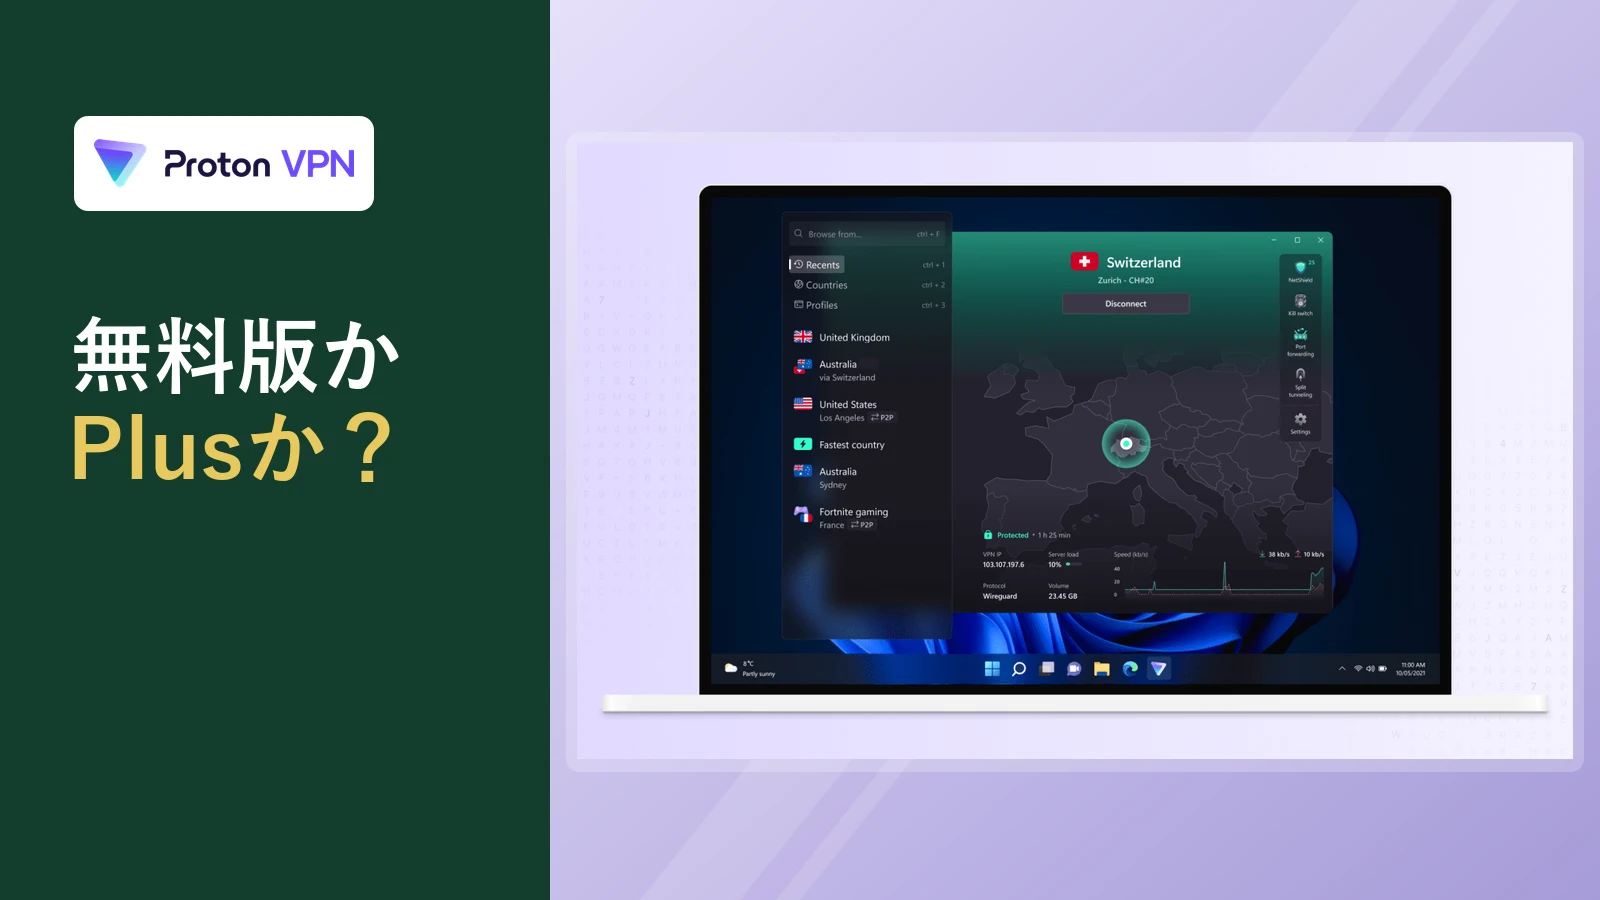 Proton VPN
無料版か
Plusか？
Browse from...
ctrl + F
Recents
ctrl + 1
Countries
ctrl + 2
Profiles
ctrl + 3
United Kingdom
Australia
via Switzerland
United States
Los Angeles ⇄ P2P
Fastest country
Australia
Sydney
Fortnite gaming
France ⇄ P2P
Switzerland
Zurich - CH#20
Disconnect
25
NetShield
Kill switch
Port
forwarding
Split
tunneling
Settings
Protected • 1 h 25 min
VPN IP
103.107.197.6
Server load
10%
Protocol
Wireguard
Volume
23.45 GB
Speed (kb/s)
38 kb/s
10 kb/s
40
20
0
8°C
Partly sunny
11:00 AM
10/05/2021